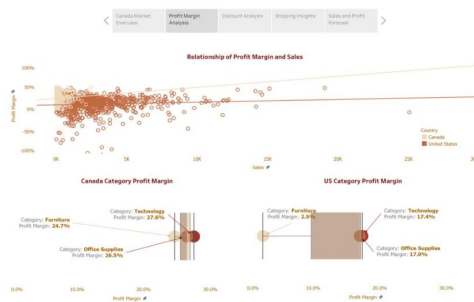 Canada Market
Overview
Profit Margin
Analysis
Discount Analysis
Shopping Insights
Sales and Profit
Forecast
Relationship of Profit Margin and Sales
100%
50%
0%
-50%
-100%
Profit Margin
0K
5K
10K
15K
20K
25K
Sales
Country
Canada
United States
Canada Category Profit Margin
US Category Profit Margin
Category: Technology
Profit Margin: 27.6%
Category: Furniture
Profit Margin: 24.7%
Category: Office Supplies
Profit Margin: 26.5%
Category: Furniture
Profit Margin: 2.5%
Category: Technology
Profit Margin: 17.4%
Category: Office Supplies
Profit Margin: 17.0%
0.0%
10.0%
20.0%
30.0%
0.0%
10.0%
20.0%
30.0%
Profit Margin
Profit Margin